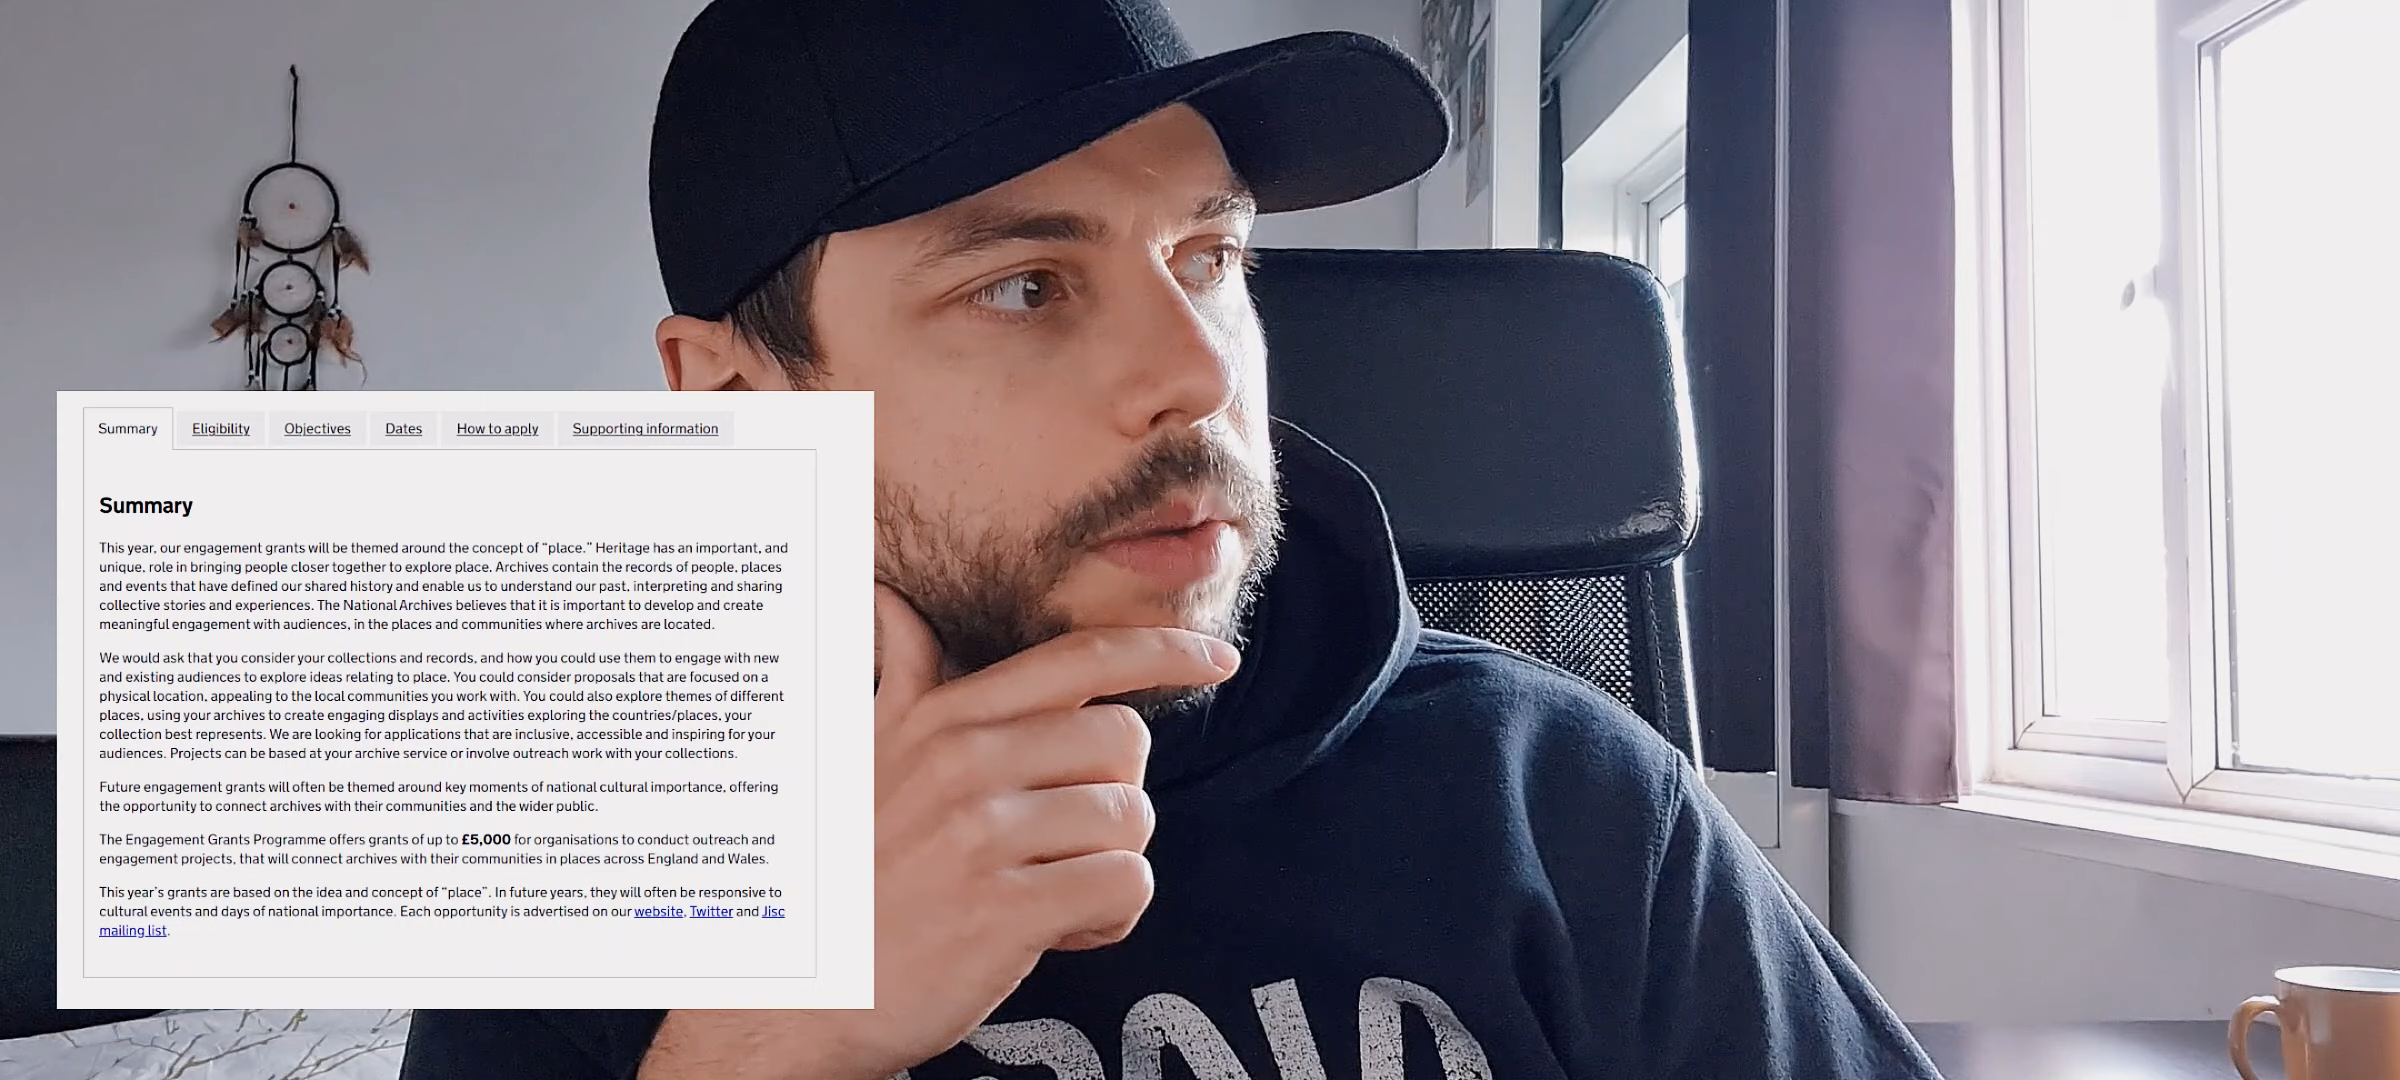 Summary Eligibility Objectives Dates How to apply Supporting information
Summary
This year, our engagement grants will be themed around the concept of “place.” Heritage has an important, and
unique, role in bringing people closer together to explore place. Archives contain the records of people, places
and events that have defined our shared history and enable us to understand our past, interpreting and sharing
collective stories and experiences. The National Archives believes that it is important to develop and create
meaningful engagement with audiences, in the places and communities where archives are located.
We would ask that you consider your collections and records, and how you could use them to engage with new
and existing audiences to explore ideas relating to place. You could consider proposals that are focused on a
physical location, appealing to the local communities you work with. You could also explore themes of different
places, using your archives to create engaging displays and activities exploring the countries/places, your
collection best represents. We are looking for applications that are inclusive, accessible and inspiring for your
audiences. Projects can be based at your archive service or involve outreach work with your collections.
Future engagement grants will often be themed around key moments of national cultural importance, offering
the opportunity to connect archives with their communities and the wider public.
The Engagement Grants Programme offers grants of up to £5,000 for organisations to conduct outreach and
engagement projects, that will connect archives with their communities in places across England and Wales.
This year’s grants are based on the idea and concept of “place”. In future years, they will often be responsive to
cultural events and days of national importance. Each opportunity is advertised on our website, Twitter and Jisc
mailing list.